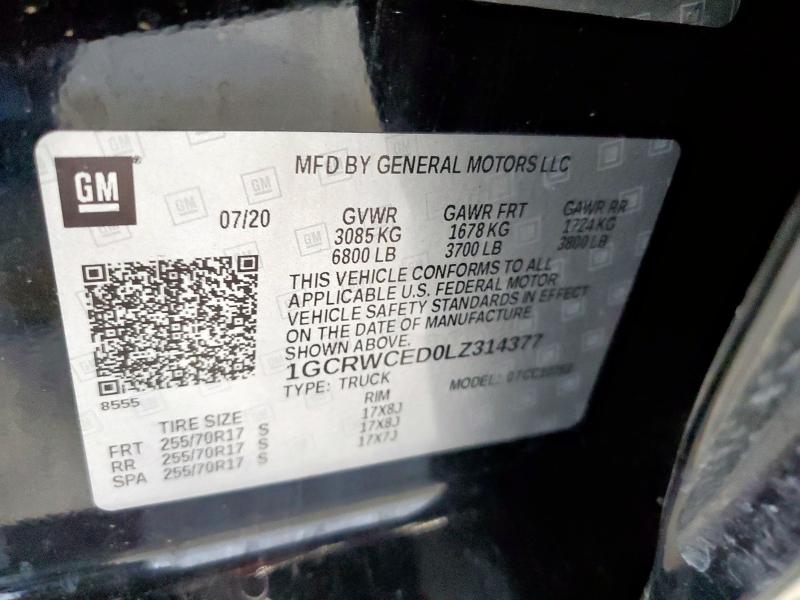 GM
MFD BY GENERAL MOTORS LLC
07/20
GVWR
3085 KG
6800 LB
GAWR FRT
1678 KG
3700 LB
GAWR RR
1724 KG
3800 LB
THIS VEHICLE CONFORMS TO ALL
APPLICABLE U.S. FEDERAL MOTOR
VEHICLE SAFETY STANDARDS IN EFFECT
ON THE DATE OF MANUFACTURE
SHOWN ABOVE.
1GCRWCED0LZ314377
TYPE: TRUCK
MODEL:
8555
TIRE SIZE
RIM
FRT 255/70R17 S 17X8J
RR 255/70R17 S 17X8J
SPA 255/70R17 S 17X7J